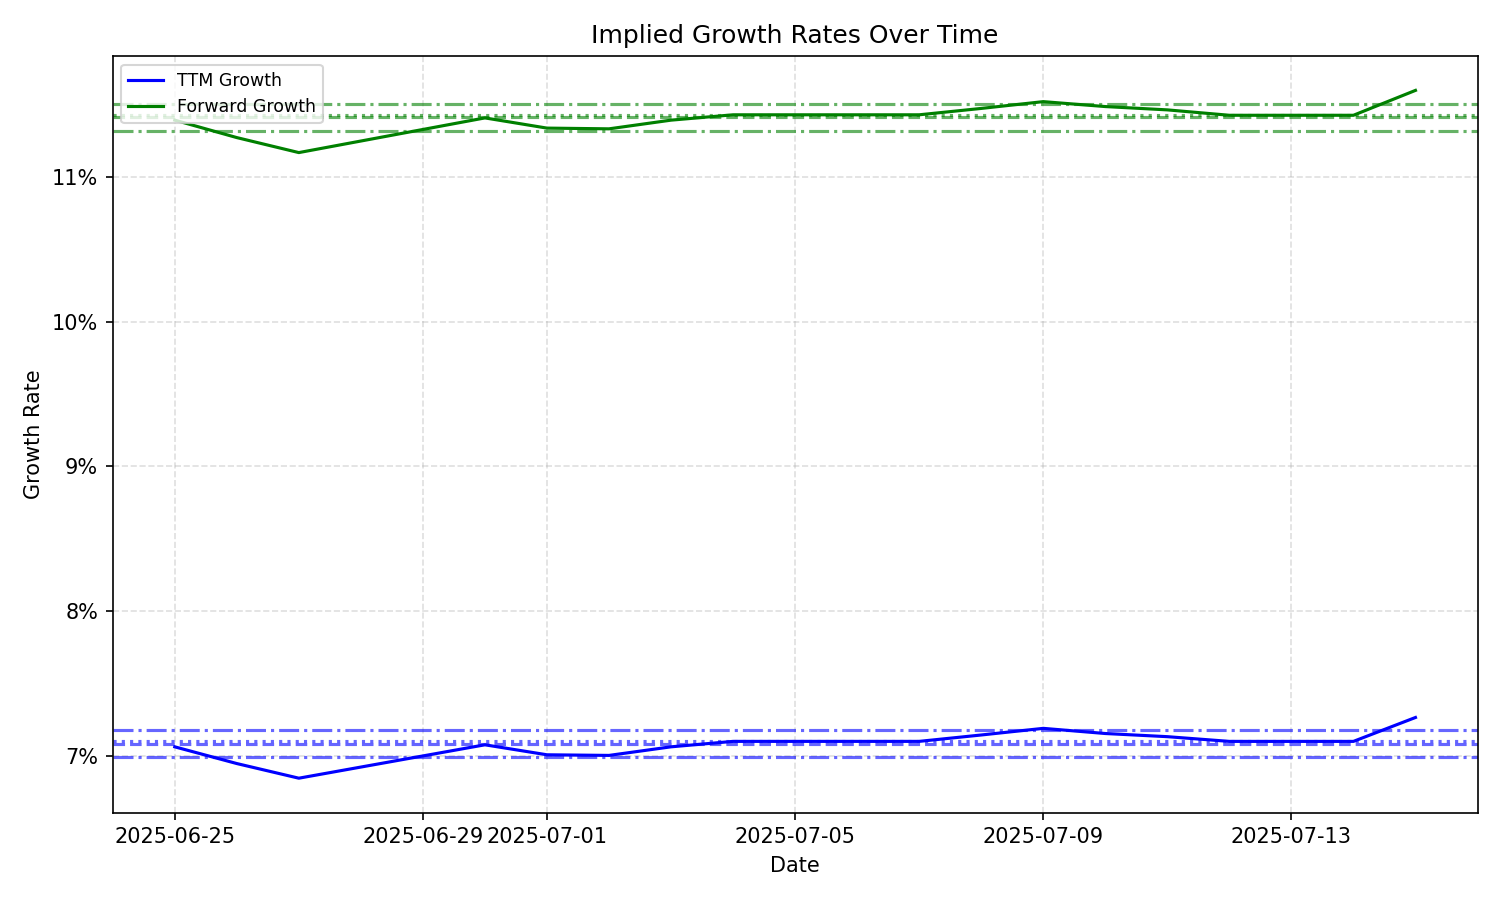 Implied Growth Rates Over Time
TTM Growth
Forward Growth
11%
10%
9%
8%
7%
Growth Rate
2025-06-25
2025-06-29
2025-07-01
2025-07-05
2025-07-09
2025-07-13
Date